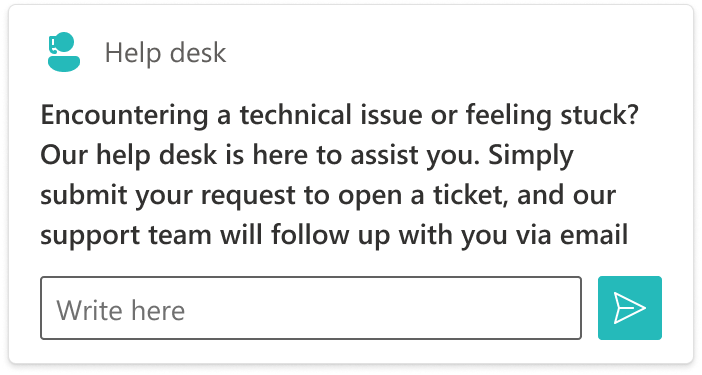 Help desk
Encountering a technical issue or feeling stuck?
Our help desk is here to assist you. Simply
submit your request to open a ticket, and our
support team will follow up with you via email
Write here